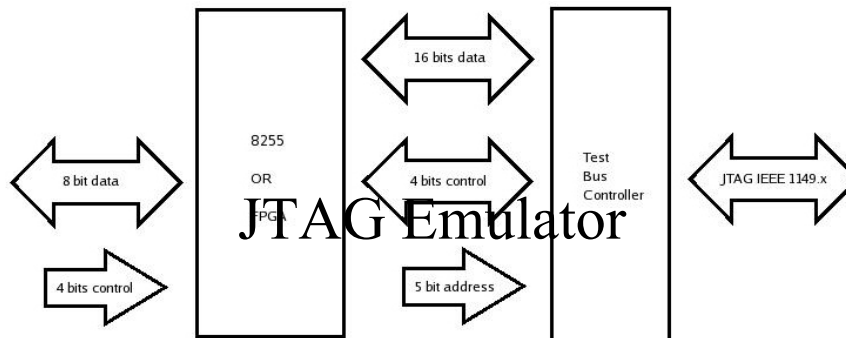 16 bits data
8255
OR
FPGA
Test
Bus
Controller
8 bit data
4 bits control
JTAG IEEE 1149.x
JTAG Emulator
4 bits control
5 bit address